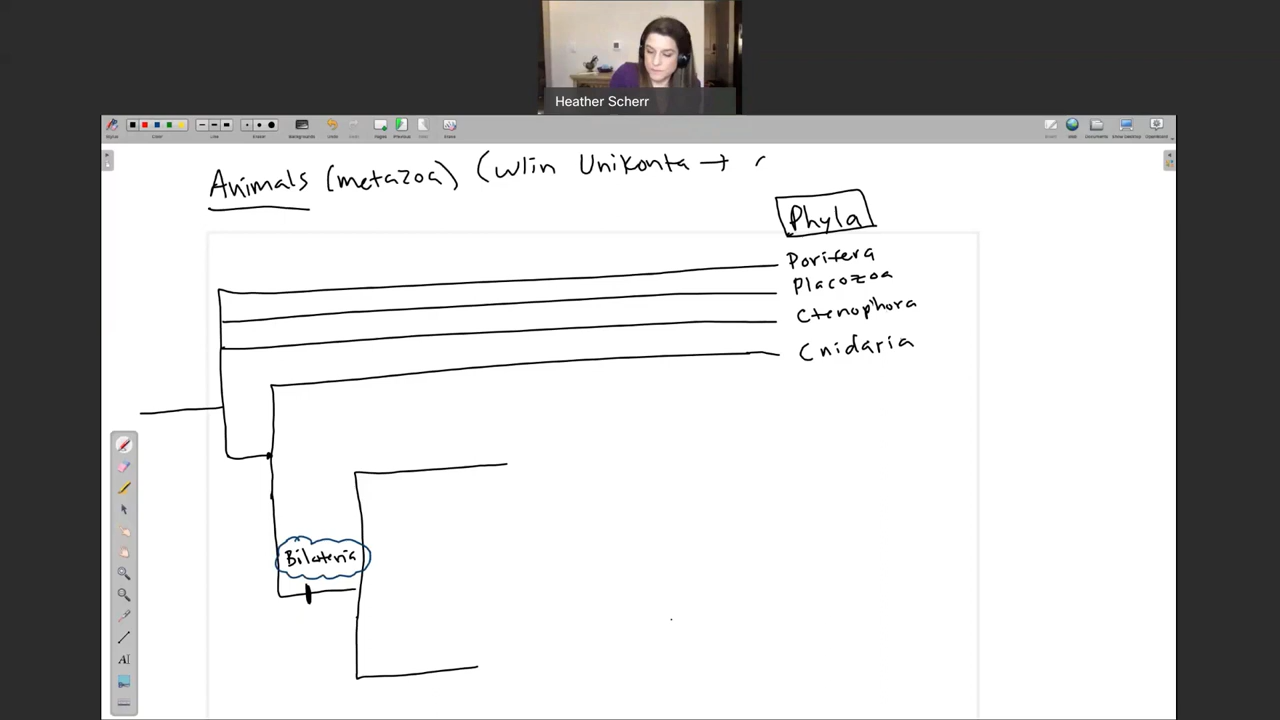 Heather Scherr
Animals (metazoa) (w/in Unikonta →
Phyla
Porifera
Placozoa
Ctenophora
Cnidaria
Bilateria